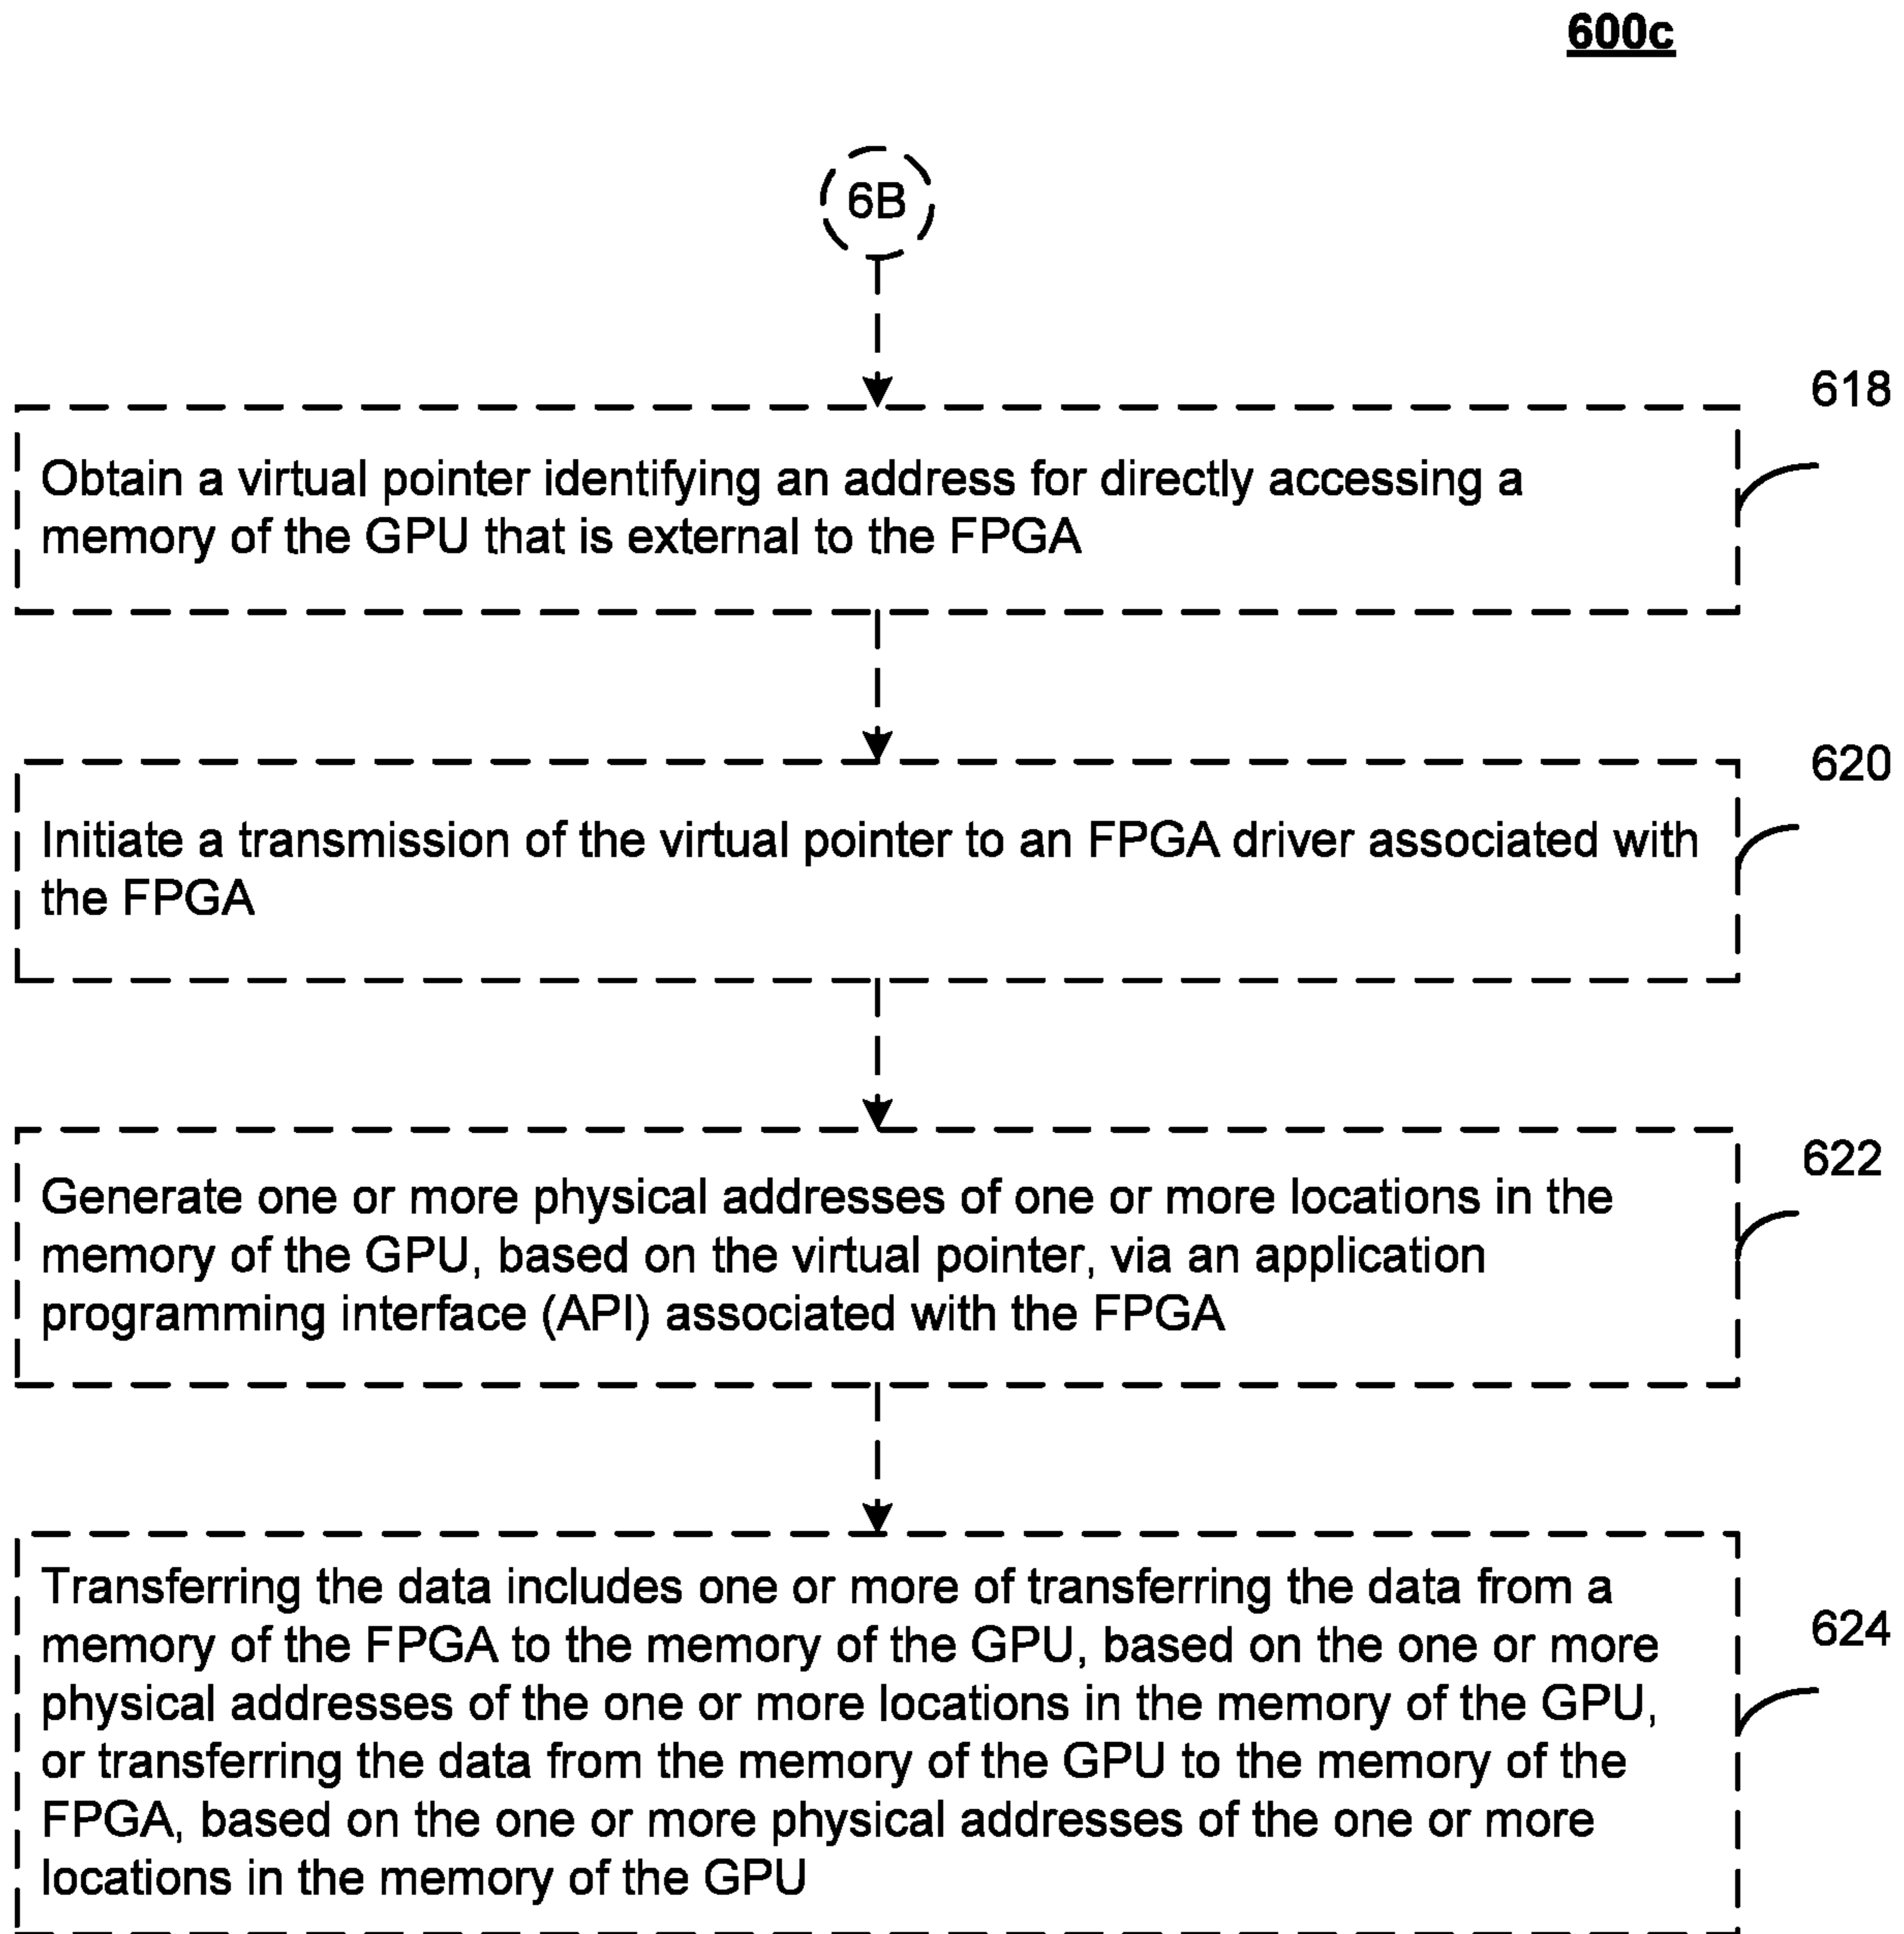 600c
6B
618
Obtain a virtual pointer identifying an address for directly accessing a
memory of the GPU that is external to the FPGA
620
Initiate a transmission of the virtual pointer to an FPGA driver associated with
the FPGA
622
Generate one or more physical addresses of one or more locations in the
memory of the GPU, based on the virtual pointer, via an application
programming interface (API) associated with the FPGA
Transferring the data includes one or more of transferring the data from a
memory of the FPGA to the memory of the GPU, based on the one or more
624
physical addresses of the one or more locations in the memory of the GPU,
or transferring the data from the memory of the GPU to the memory of the
FPGA, based on the one or more physical addresses of the one or more
locations in the memory of the GPU